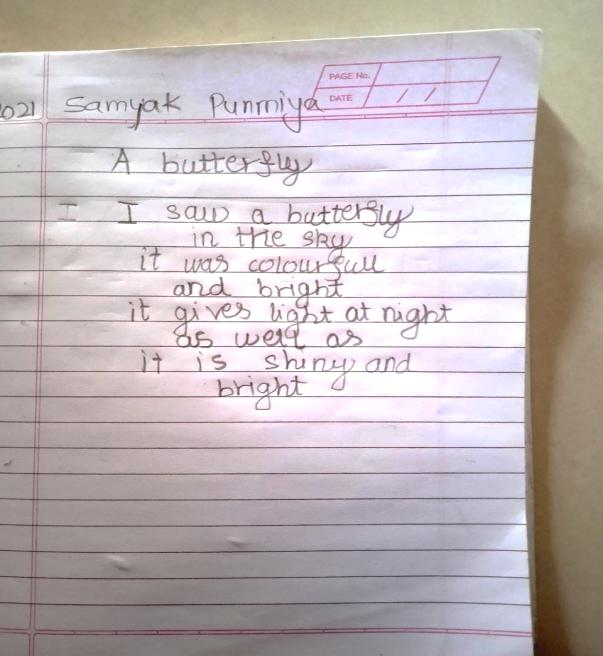 PAGE No.
DATE / /
021 Samyak Punmiya
A butterfly
I I saw a butterfly
in the sky
it was colourfull
and bright
it gives light at night
as well as
it is shiny and
bright